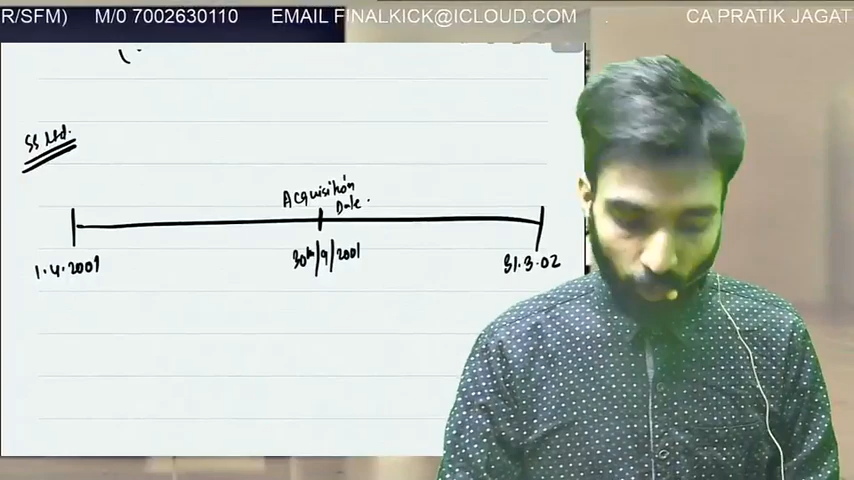 R/SFM) M/0 7002630110 EMAIL FINALKICK@ICLOUD.COM . CA PRATIK JAGAT
SS Ltd.
Acquisition
Date.
1.4.2001 30th/9/2001 31.3.02